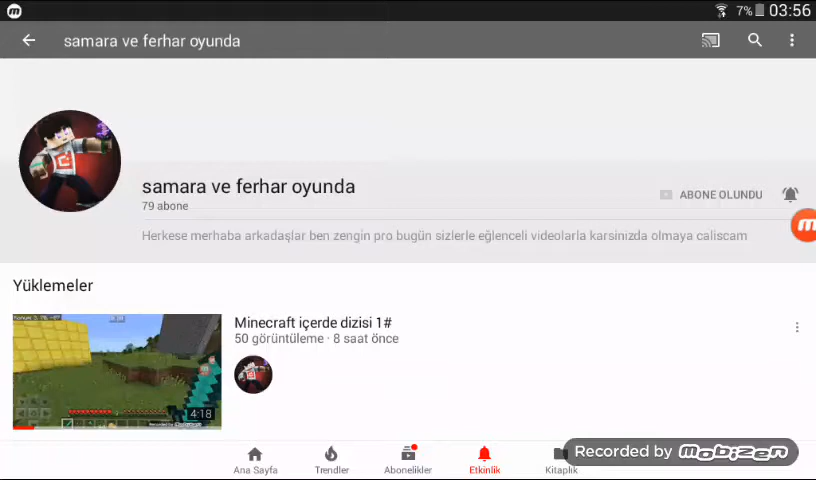 7% 03:56
samara ve ferhar oyunda
samara ve ferhar oyunda
79 abone
ABONE OLUNDU
Herkese merhaba arkadaşlar ben zengin pro bugün sizlerle eğlenceli videolarla karsinizda olmaya caliscam
Yüklemeler
Minecraft içerde dizisi 1#
50 görüntüleme · 8 saat önce
4:18
Ana Sayfa
Trendler
Abonelikler
Etkinlik
Kitaplık
Recorded by mobizen